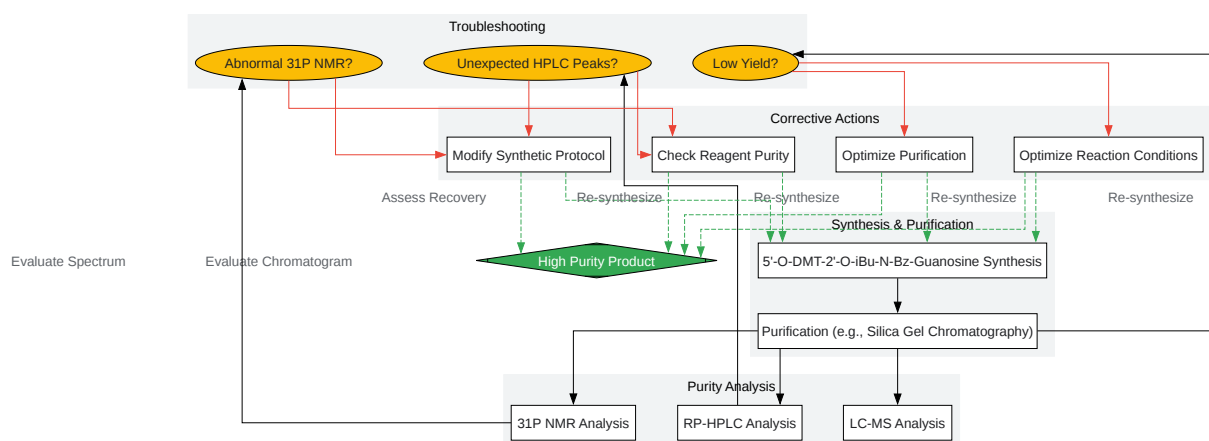 Troubleshooting
Abnormal 31P NMR?
Unexpected HPLC Peaks?
Low Yield?
Corrective Actions
Modify Synthetic Protocol
Check Reagent Purity
Optimize Purification
Optimize Reaction Conditions
Assess Recovery
Re-synthesize
Re-synthesize
Re-synthesize
Re-synthesize
Synthesis & Purification
Evaluate Spectrum
Evaluate Chromatogram
High Purity Product
5'-O-DMT-2'-O-iBu-N-Bz-Guanosine Synthesis
Purification (e.g., Silica Gel Chromatography)
Purity Analysis
31P NMR Analysis
RP-HPLC Analysis
LC-MS Analysis